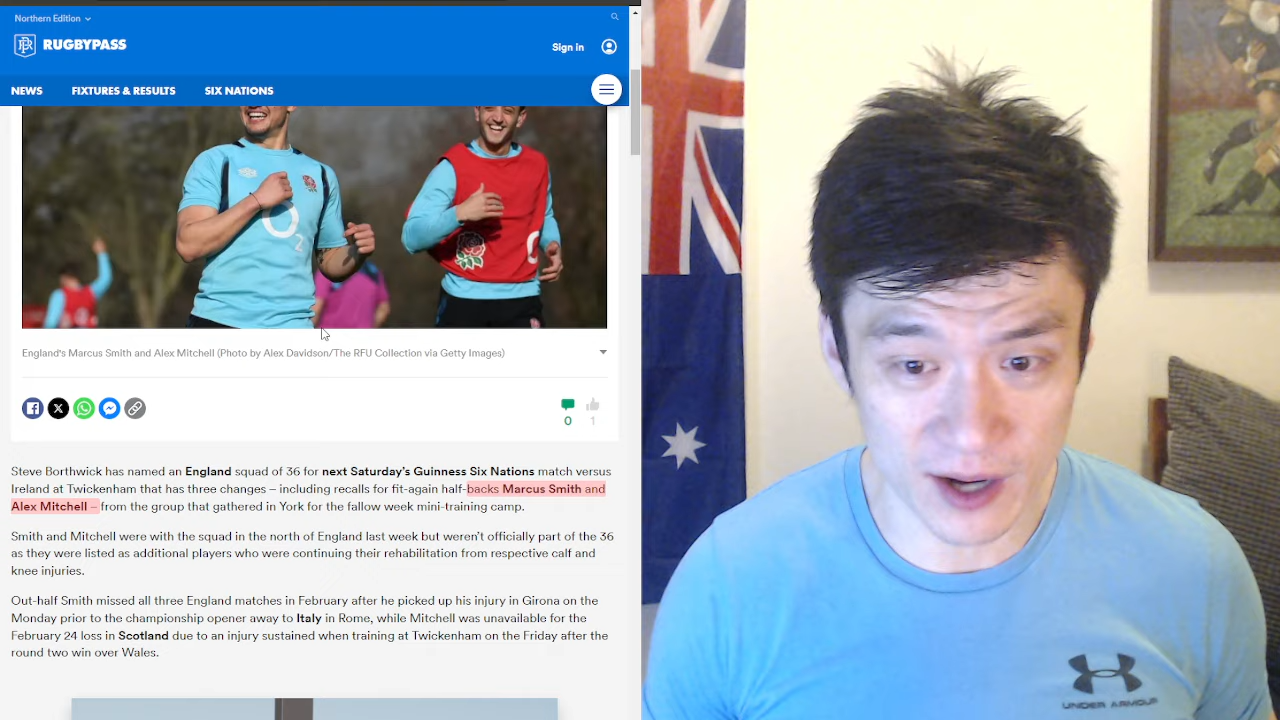 Northern Edition
RUGBYPASS
Sign in
NEWS
FIXTURES & RESULTS
SIX NATIONS
O2
England's Marcus Smith and Alex Mitchell (Photo by Alex Davidson/The RFU Collection via Getty Images)
0
1
Steve Borthwick has named an England squad of 36 for next Saturday's Guinness Six Nations match versus
Ireland at Twickenham that has three changes – including recalls for fit-again half-backs Marcus Smith and
Alex Mitchell – from the group that gathered in York for the fallow week mini-training camp.
Smith and Mitchell were with the squad in the north of England last week but weren't officially part of the 36
as they were listed as additional players who were continuing their rehabilitation from respective calf and
knee injuries.
Out-half Smith missed all three England matches in February after he picked up his injury in Girona on the
Monday prior to the championship opener away to Italy in Rome, while Mitchell was unavailable for the
February 24 loss in Scotland due to an injury sustained when training at Twickenham on the Friday after the
round two win over Wales.
UNDER ARMOUR